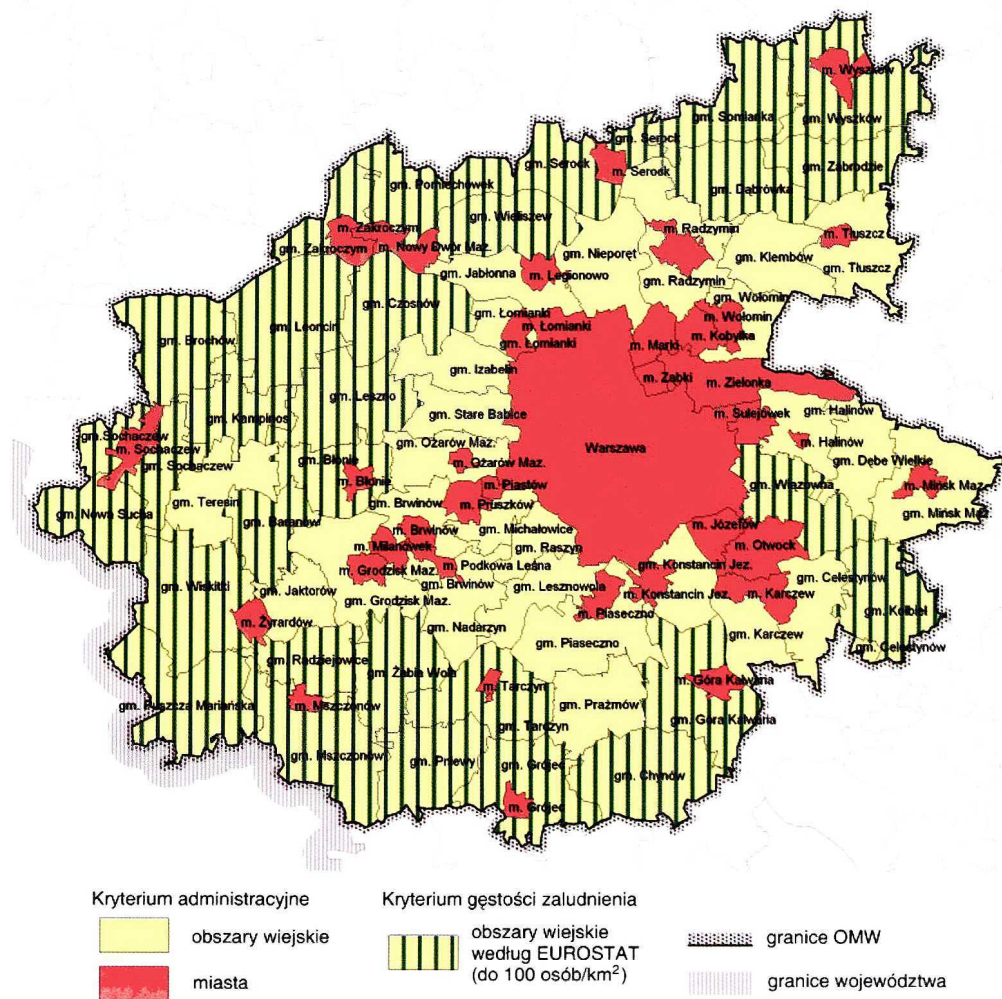 m. Wyszków
gm. Somianka
gm. Wyszków
gm. Serock
gm. Serock
m. Serock
gm. Zabrodzie
gm. Pomiechówek
gm. Dąbrówka
gm. Wieliszew
m. Zakroczym
m. Radzymin
m. Tłuszcz
gm. Zakroczym
m. Nowy Dwór Maz.
gm. Nieporęt
gm. Klembów
gm. Jabłonna
m. Legionowo
gm. Tłuszcz
gm. Radzymin
gm. Czosnów
gm. Wołomin
gm. Łomianki
m. Wołomin
gm. Leoncin
m. Łomianki
m. Kobyłka
gm. Brochów
gm. Łomianki
m. Marki
gm. Izabelin
m. Ząbki
m. Zielonka
gm. Leszno
gm. Kampinos
gm. Stare Babice
m. Sulejówek
gm. Halinów
gm. Sochaczew
m. Sochaczew
gm. Ożarów Maz.
Warszawa
m. Halinów
gm. Sochaczew
gm. Błonie
m. Ożarów Maz.
gm. Dębe Wielkie
m. Błonie
m. Piastów
gm. Wiązowna
m. Mińsk Maz.
gm. Teresin
gm. Brwinów
m. Pruszków
gm. Nowa Sucha
gm. Mińsk Maz.
gm. Baranów
m. Brwinów
gm. Michałowice
m. Józefów
m. Milanówek
gm. Raszyn
m. Otwock
m. Grodzisk Maz.
m. Podkowa Leśna
gm. Konstancin Jez.
gm. Wiskitki
gm. Jaktorów
gm. Brwinów
gm. Lesznowola
gm. Celestynów
gm. Grodzisk Maz.
m. Konstancin Jez.
m. Karczew
m. Żyrardów
m. Piaseczno
gm. Kołbiel
gm. Nadarzyn
gm. Karczew
gm. Piaseczno
gm. Celestynów
gm. Radziejowice
gm. Żabia Wola
m. Tarczyn
m. Góra Kalwaria
gm. Puszcza Mariańska
m. Mszczonów
gm. Prażmów
gm. Tarczyn
gm. Góra Kalwaria
gm. Mszczonów
gm. Pniewy
gm. Grójec
gm. Chynów
m. Grójec
Kryterium administracyjne
obszary wiejskie
miasta
Kryterium gęstości zaludnienia
obszary wiejskie
według EUROSTAT
(do 100 osób/km²)
granice OMW
granice województwa